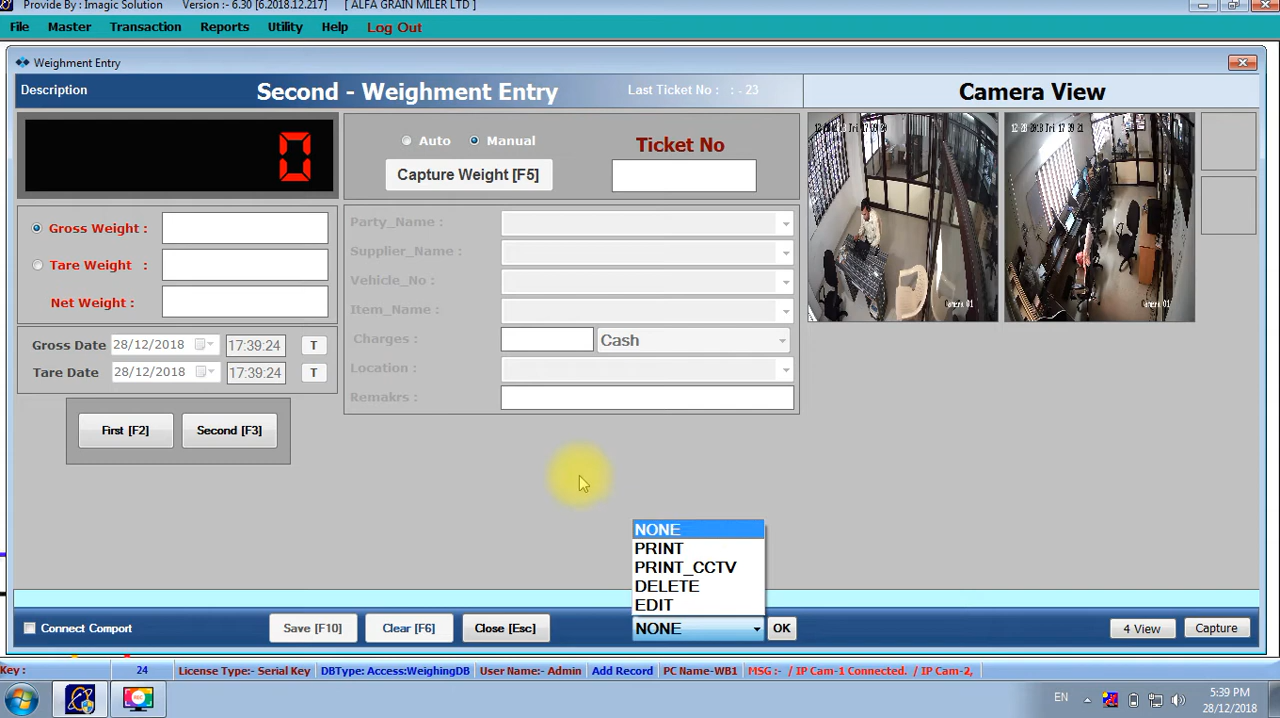 Provide By : Imagic Solution Version :- 6.30 [6.2018.12.217] [ ALFA GRAIN MILER LTD ]
File Master Transaction Reports Utility Help Log Out
Weighment Entry
Description Second - Weighment Entry Last Ticket No : : - 23 Camera View
0
Auto Manual
Capture Weight [F5]
Ticket No
Gross Weight :
Tare Weight :
Net Weight :
Gross Date 28/12/2018 17:39:24 T
Tare Date 28/12/2018 17:39:24 T
First [F2] Second [F3]
Party_Name :
Supplier_Name :
Vehicle_No :
Item_Name :
Charges : Cash
Location :
Remakrs :
Camera 01
Camera 01
NONE
PRINT
PRINT_CCTV
DELETE
EDIT
Connect Comport Save [F10] Clear [F6] Close [Esc] NONE OK 4 View Capture
Key : 24 License Type:- Serial Key DBType: Access:WeighingDB User Name:- Admin Add Record PC Name-WB1 MSG :- / IP Cam-1 Connected. / IP Cam-2,
REC
EN 5:39 PM
28/12/2018